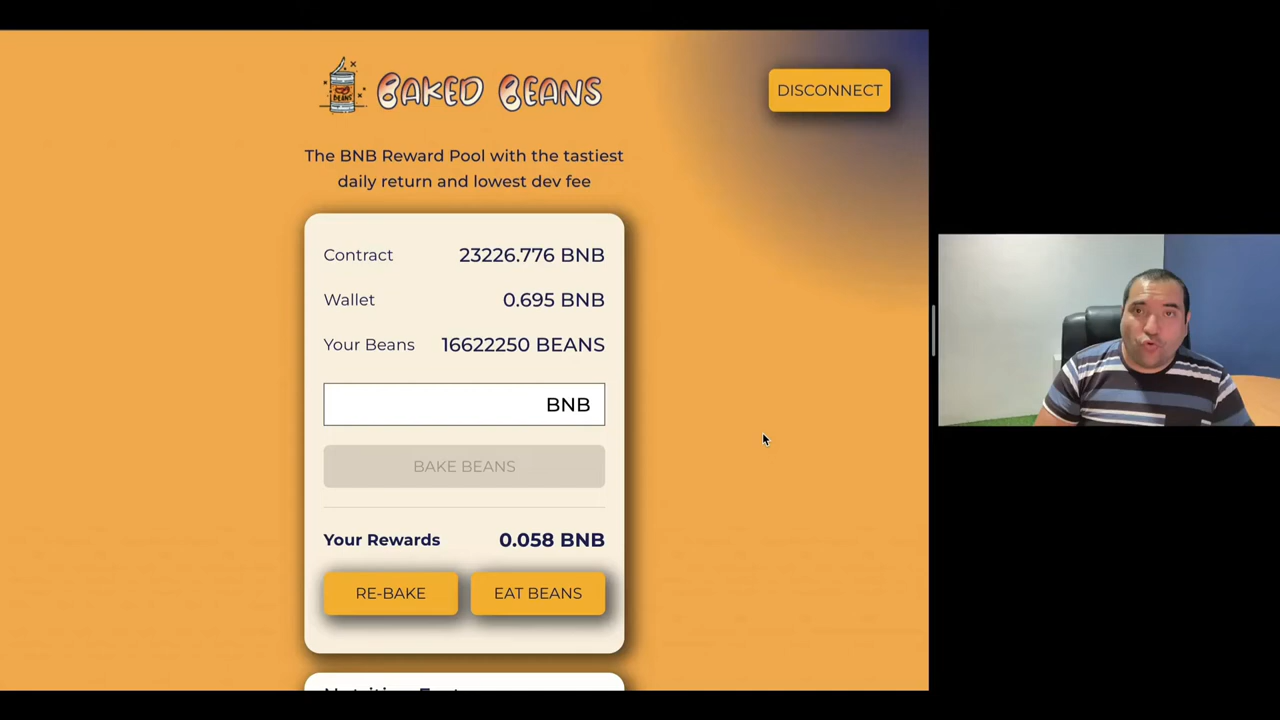 BEANS
BAKED BEANS
DISCONNECT
The BNB Reward Pool with the tastiest
daily return and lowest dev fee
Contract 23226.776 BNB
Wallet 0.695 BNB
Your Beans 16622250 BEANS
BNB
BAKE BEANS
Your Rewards 0.058 BNB
RE-BAKE EAT BEANS